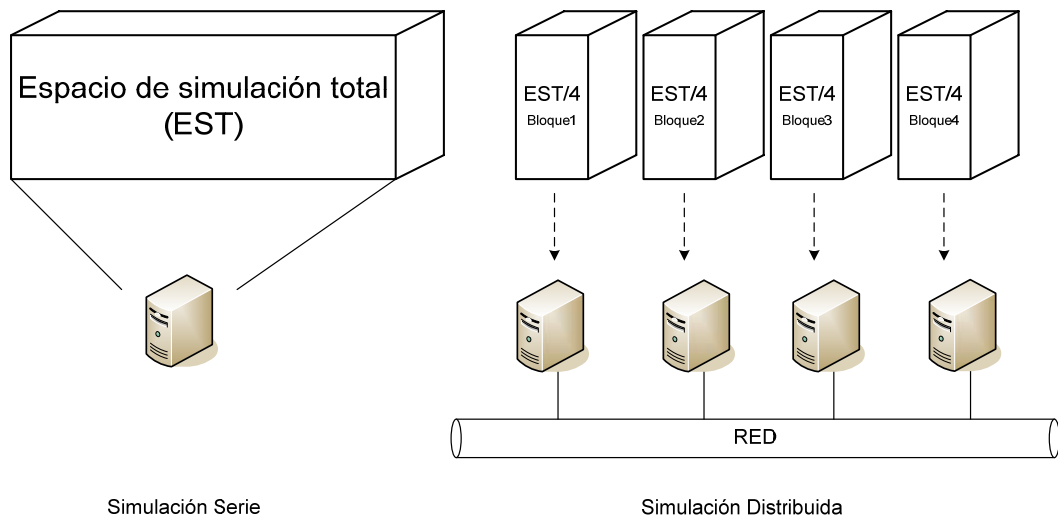 Espacio de simulación total
(EST)
EST/4
Bloque1
EST/4
Bloque2
EST/4
Bloque3
EST/4
Bloque4
RED
Simulación Serie
Simulación Distribuida